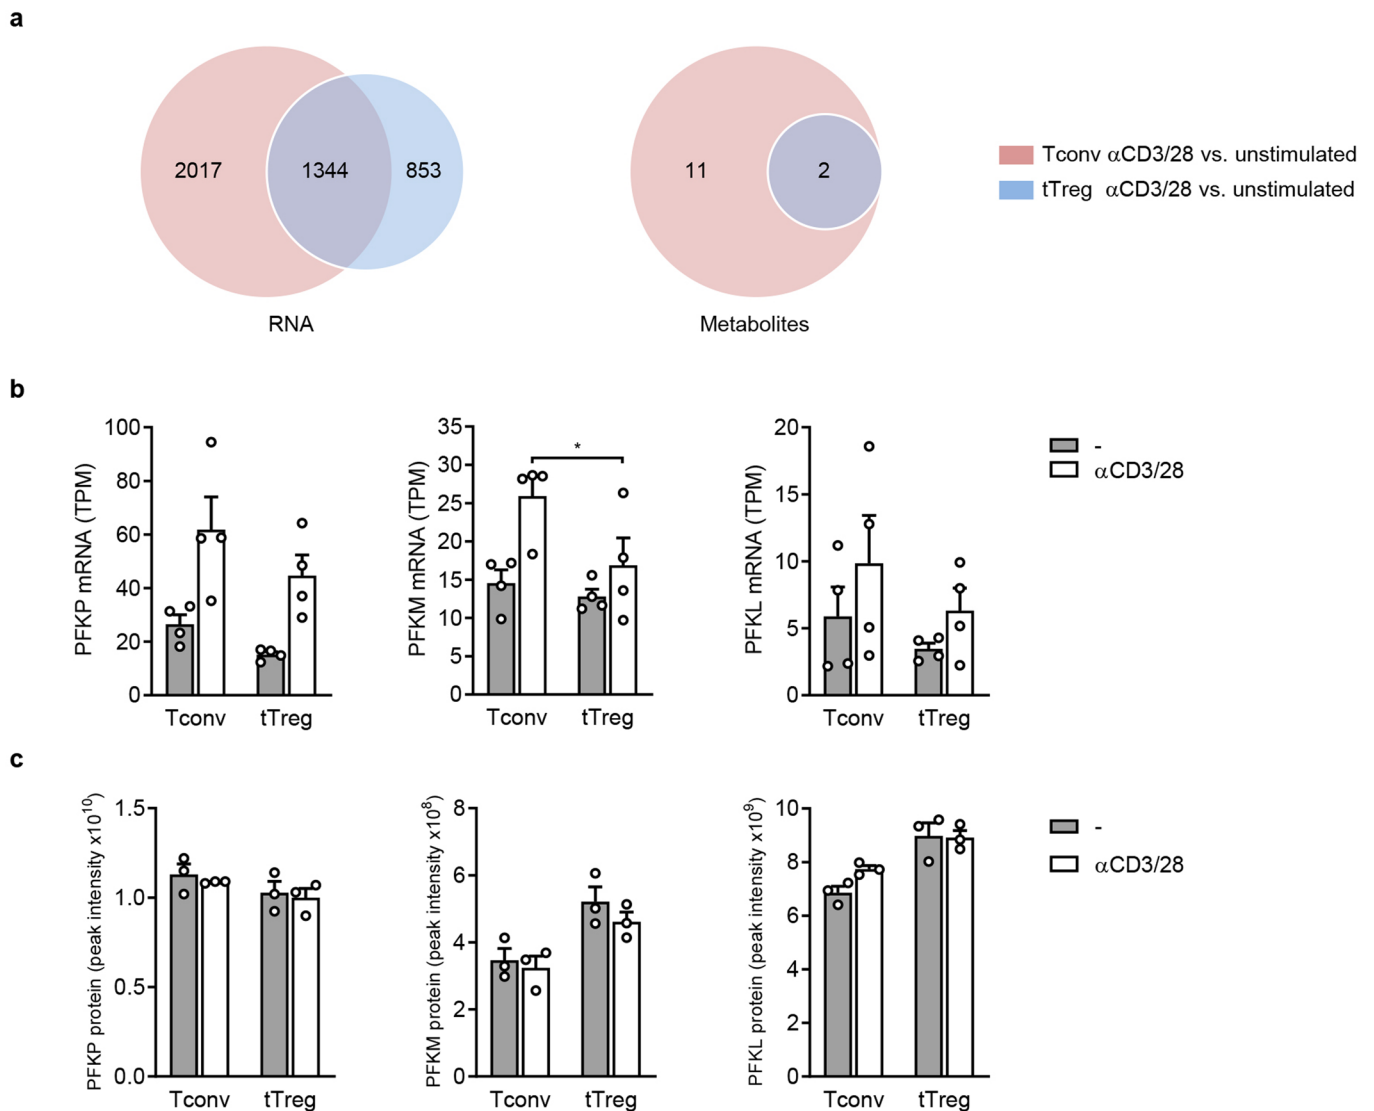 a
2017 1344 853
RNA
11 2
Metabolites
Tconv αCD3/28 vs. unstimulated
tTreg αCD3/28 vs. unstimulated
b
PFKP mRNA (TPM)
100
80
60
40
20
0
Tconv tTreg
PFKM mRNA (TPM)
35
30
25
20
15
10
5
0
*
Tconv tTreg
PFKL mRNA (TPM)
20
15
10
5
0
Tconv tTreg
-
αCD3/28
c
PFKP protein (peak intensity x10¹⁰)
1.5
1.0
0.5
0.0
Tconv tTreg
PFKM protein (peak intensity x10⁸)
8
6
4
2
0
Tconv tTreg
PFKL protein (peak intensity x10⁹)
10
8
6
4
2
0
Tconv tTreg
-
αCD3/28